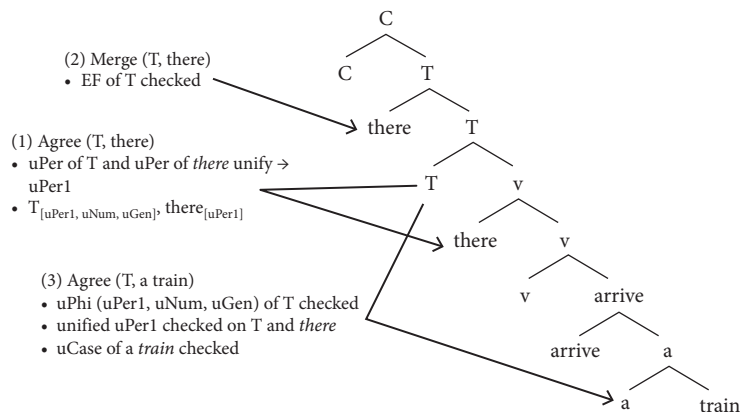 C
(2) Merge (T, there)
• EF of T checked
C T
there T
(1) Agree (T, there)
• uPer of T and uPer of there unify →
uPer1
• T[uPer1, uNum, uGen], there[uPer1]
T v
there v
(3) Agree (T, a train)
• uPhi (uPer1, uNum, uGen) of T checked
• unified uPer1 checked on T and there
• uCase of a train checked
v arrive
arrive a
a train